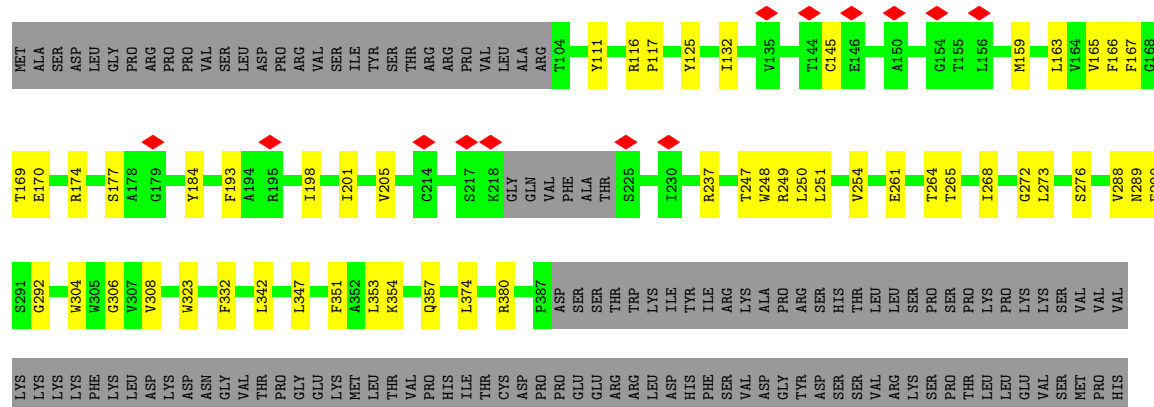 MET ALA SER ASP LEU GLY PRO ARG PRO PRO VAL SER LEU ASP PRO ARG VAL SER ILE TYR SER THR ARG ARG PRO VAL LEU ALA ARG T104 Y111 R116 P117 Y125 I132 V135 T144 C145 E146 A150 G154 T155 L156 M159 L163 V164 V165 F166 F167 G168
T169 E170 R174 S177 A178 G179 Y184 F193 A194 R195 I198 I201 V205 C214 S217 K218 GLY GLN VAL PHE ALA THR S225 I230 R237 T247 W248 R249 L250 L251 V254 E261 T264 T265 I268 G272 L273 S276 V288 N289
S291 G292 W304 W305 G306 V307 V308 W323 F332 L342 L347 F351 A352 L353 K354 Q357 L374 R380 P387 ASP GLU SER SER THR TRP LYS ILE TYR ILE ARG LYS ALA PRO ARG SER HIS THR LEU LEU SER PRO SER PRO LYS PRO LYS LYS SER VAL VAL VAL
LYS LYS LYS LYS PHE LYS LEU ASP LYS ASP ASN GLY VAL THR PRO GLY GLU LYS MET LEU THR VAL PRO HIS ILE THR CYS ASP PRO PRO GLU GLU ARG ARG LEU ASP HIS PHE SER VAL ASP GLY TYR ASP SER SER VAL ARG LYS SER PRO THR LEU LEU GLU VAL SER MET PRO HIS